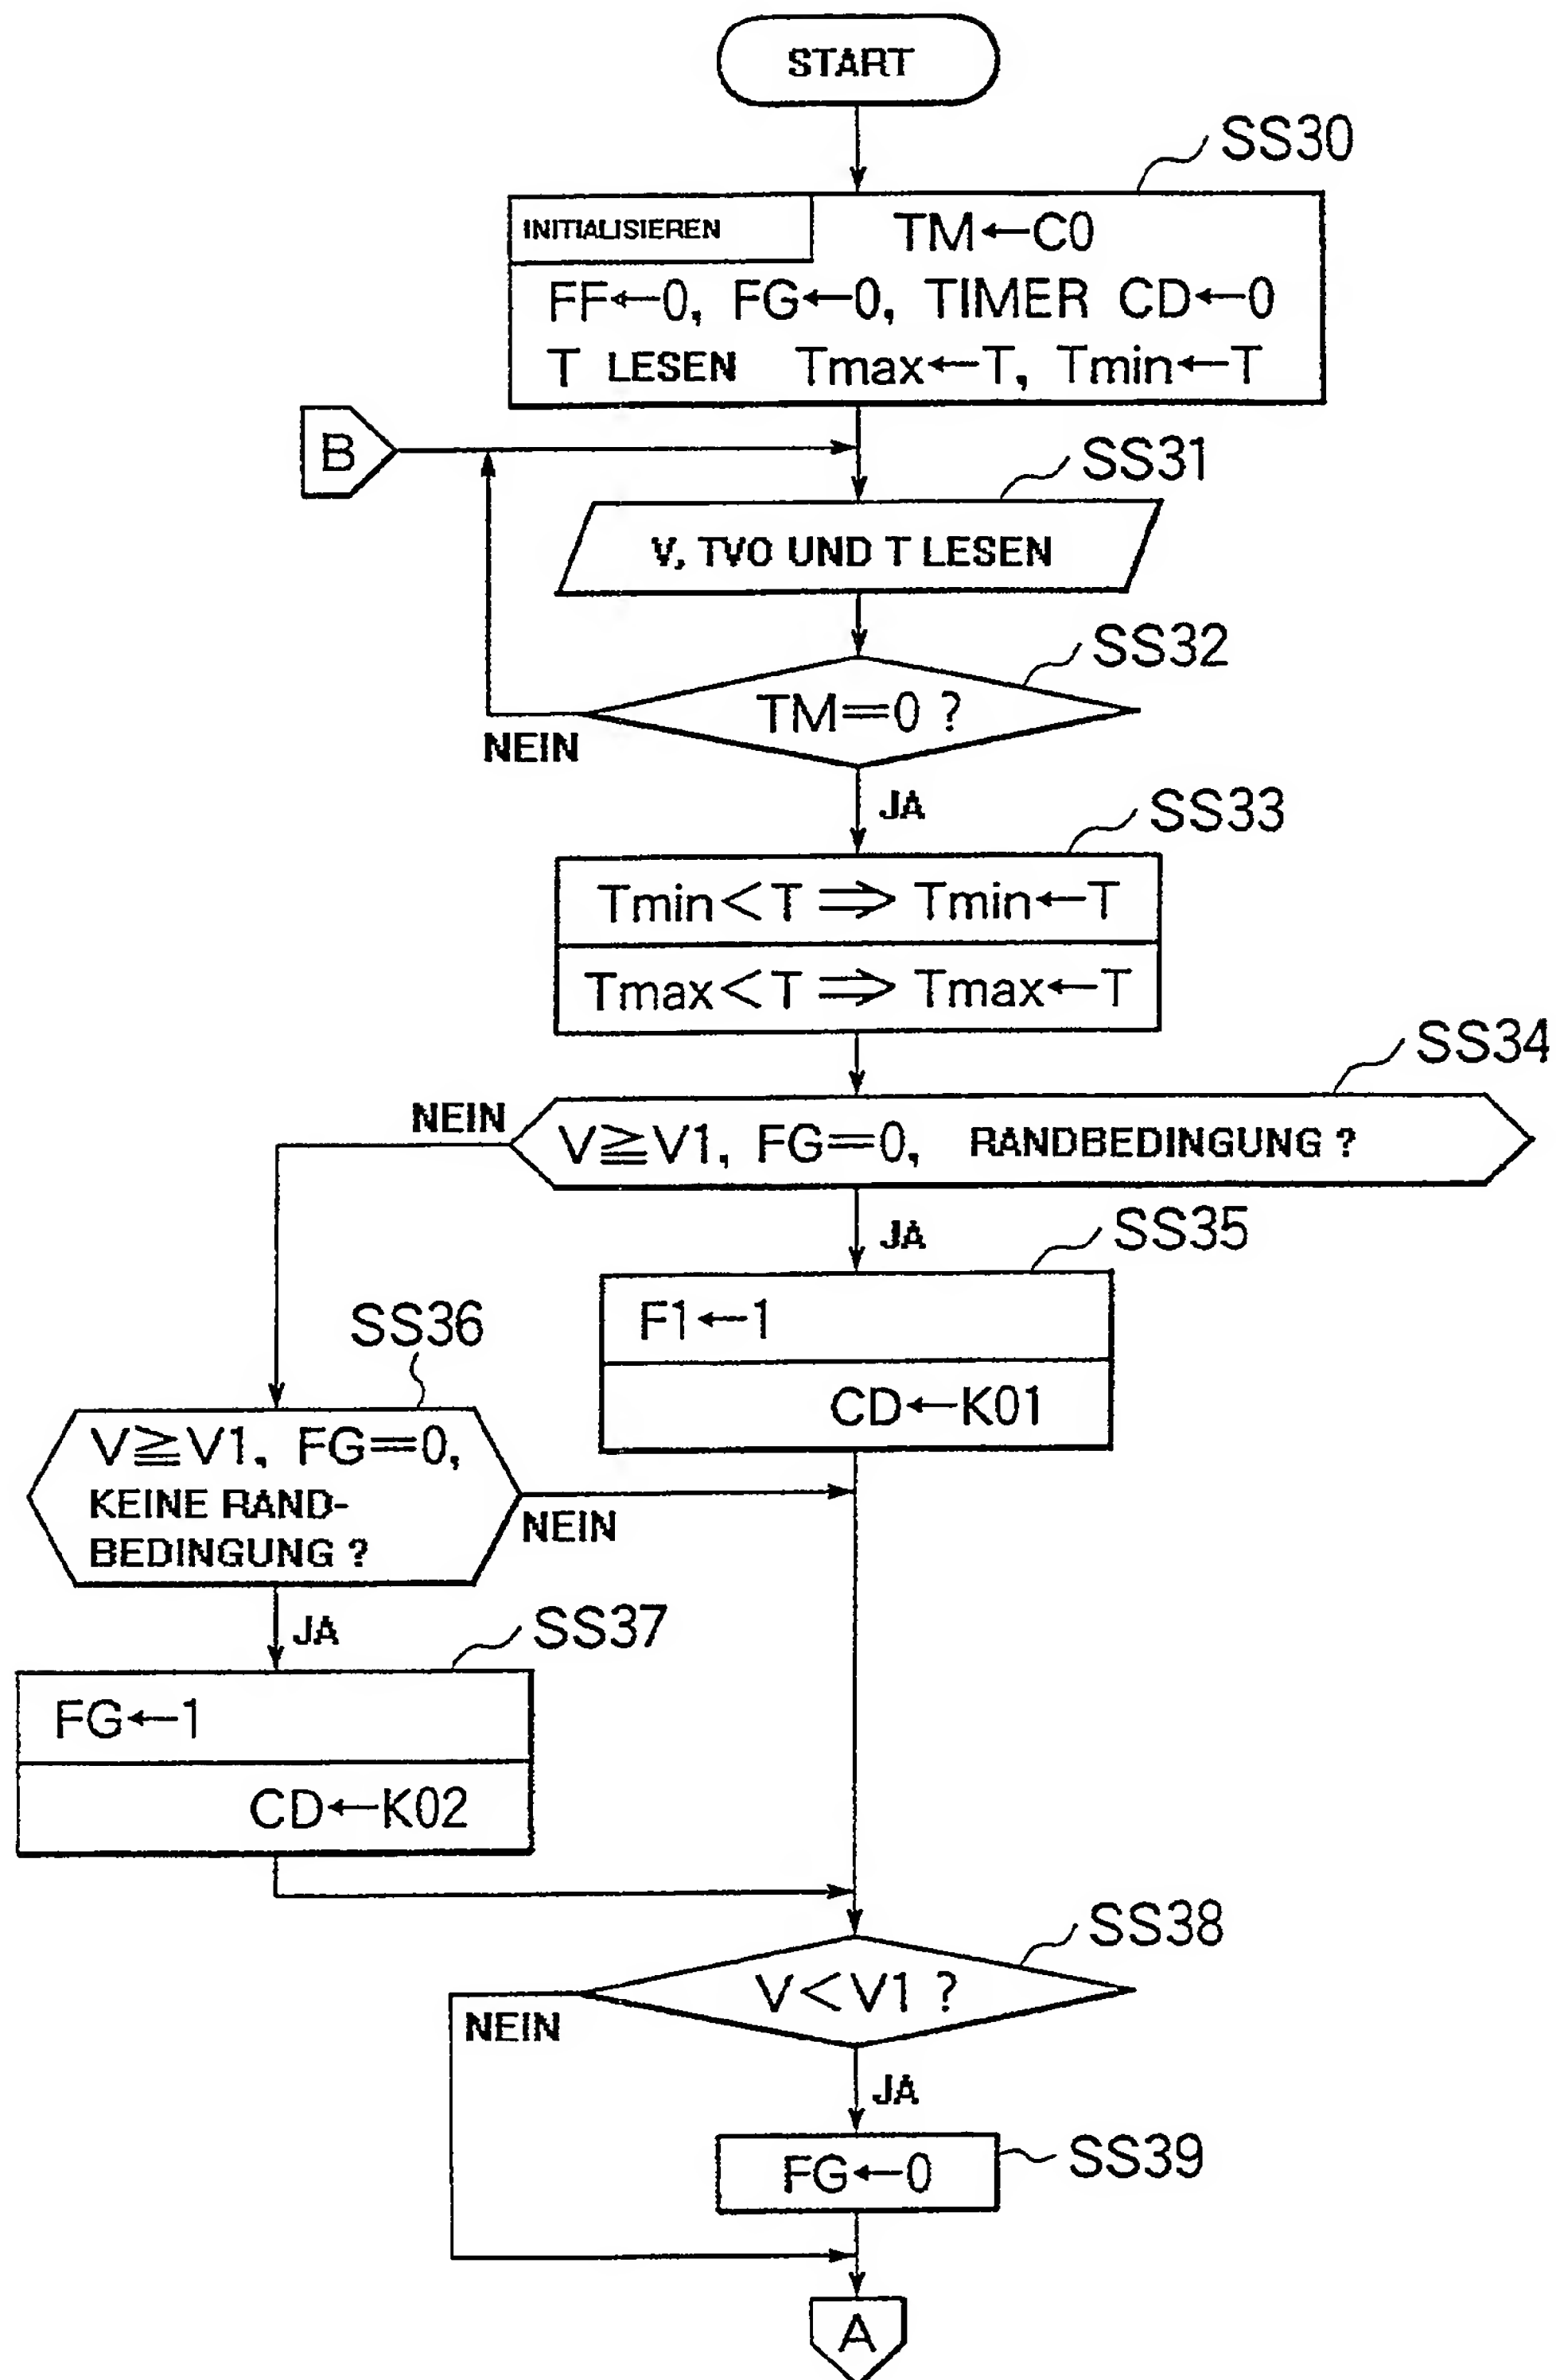 START
SS30
INITIALISIEREN TM←C0
FF←0, FG←0, TIMER CD←0
T LESEN Tmax←T, Tmin←T
B
SS31
V, TVO UND T LESEN
SS32
TM=0 ?
NEIN
JA
SS33
Tmin<T ⇒ Tmin←T
Tmax<T ⇒ Tmax←T
SS34
NEIN
V≧V1, FG=0, RANDBEDINGUNG ?
JA
SS35
F1←1
CD←K01
SS36
V≧V1, FG=0,
KEINE RAND-
BEDINGUNG ?
NEIN
JA
SS37
FG←1
CD←K02
SS38
V<V1 ?
NEIN
JA
SS39
FG←0
A